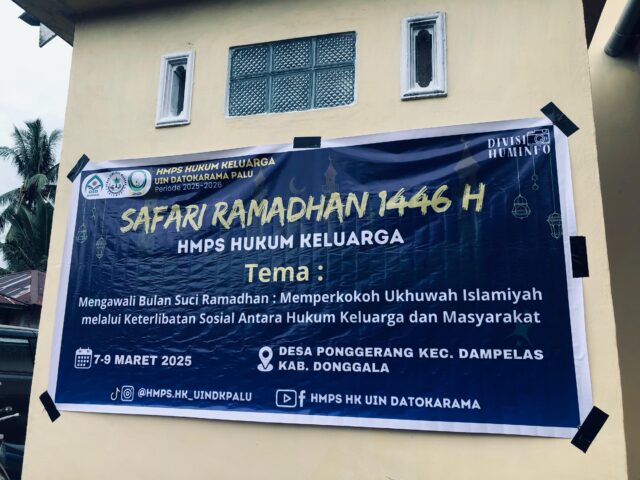 HMPS HUKUM KELUARGA
UIN DATOKARAMA PALU
Periode 2025-2026
DIVISI
HUMINFO
SAFARI RAMADHAN 1446 H
HMPS HUKUM KELUARGA
Tema :
Mengawali Bulan Suci Ramadhan : Memperkokoh Ukhuwah Islamiyah
melalui Keterlibatan Sosial Antara Hukum Keluarga dan Masyarakat
7-9 MARET 2025
DESA PONGGERANG KEC. DAMPELAS
KAB. DONGGALA
@HMPS.HK_UINDKPALU
HMPS HK UIN DATOKARAMA